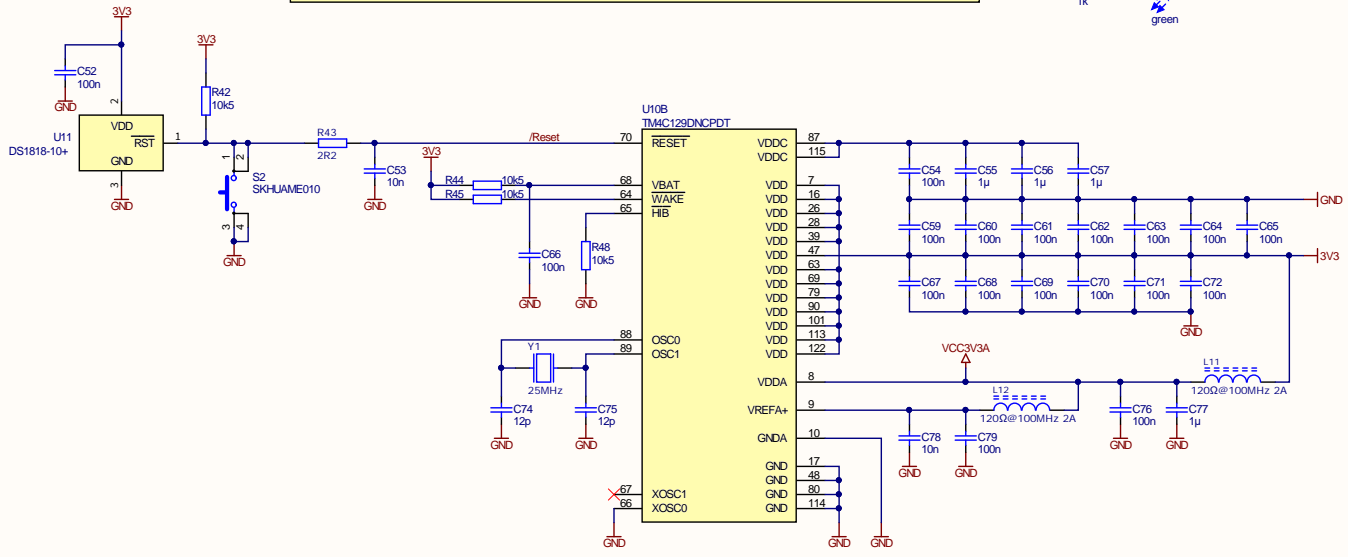 1k
green
3V3
3V3
C52
100n
GND
R42
10k5
2
U11
DS1818-10+
VDD
RST
GND
1
3
GND
1
2
S2
SKHUAME010
3
4
GND
R43
2R2
C53
10n
GND
/Reset
3V3
R44
10k5
R45
10k5
C66
100n
GND
R48
10k5
GND
Y1
25MHz
C74
12p
GND
C75
12p
GND
GND
U10B
TM4C129DNCPDT
70
RESET
68
VBAT
64
WAKE
65
HIB
88
OSC0
89
OSC1
67
XOSC1
66
XOSC0
VDDC
87
VDDC
115
VDD
7
VDD
16
VDD
26
VDD
28
VDD
39
VDD
47
VDD
63
VDD
69
VDD
79
VDD
90
VDD
101
VDD
113
VDD
122
VDDA
8
VREFA+
9
GNDA
10
GND
17
GND
48
GND
80
GND
114
GND
GND
C54
100n
C55
1µ
C56
1µ
C57
1µ
GND
C59
100n
C60
100n
C61
100n
C62
100n
C63
100n
C64
100n
C65
100n
3V3
C67
100n
C68
100n
C69
100n
C70
100n
C71
100n
C72
100n
GND
VCC3V3A
L11
120Ω@100MHz 2A
L12
120Ω@100MHz 2A
C76
100n
GND
C77
1µ
GND
C78
10n
GND
C79
100n
GND